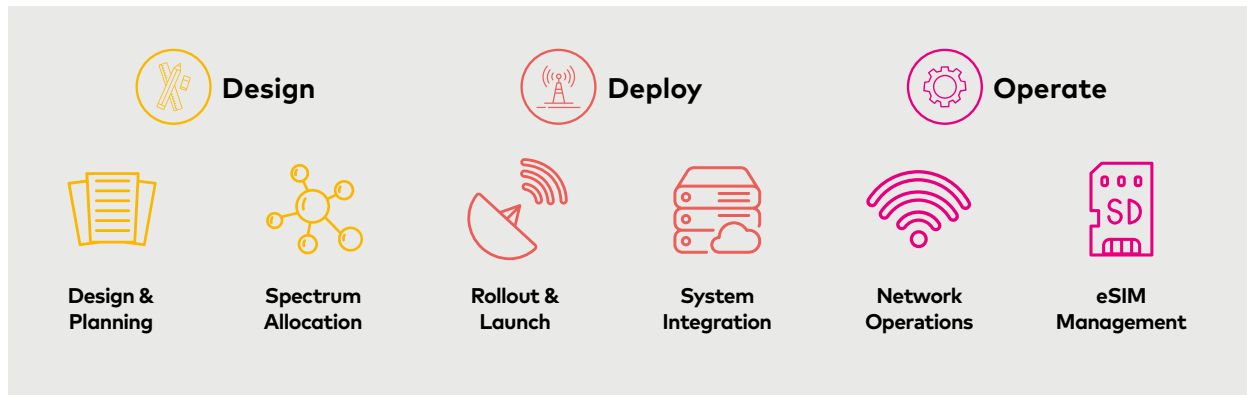 Design
Deploy
Operate
SD
Design &
Planning
Spectrum
Allocation
Rollout &
Launch
System
Integration
Network
Operations
eSIM
Management